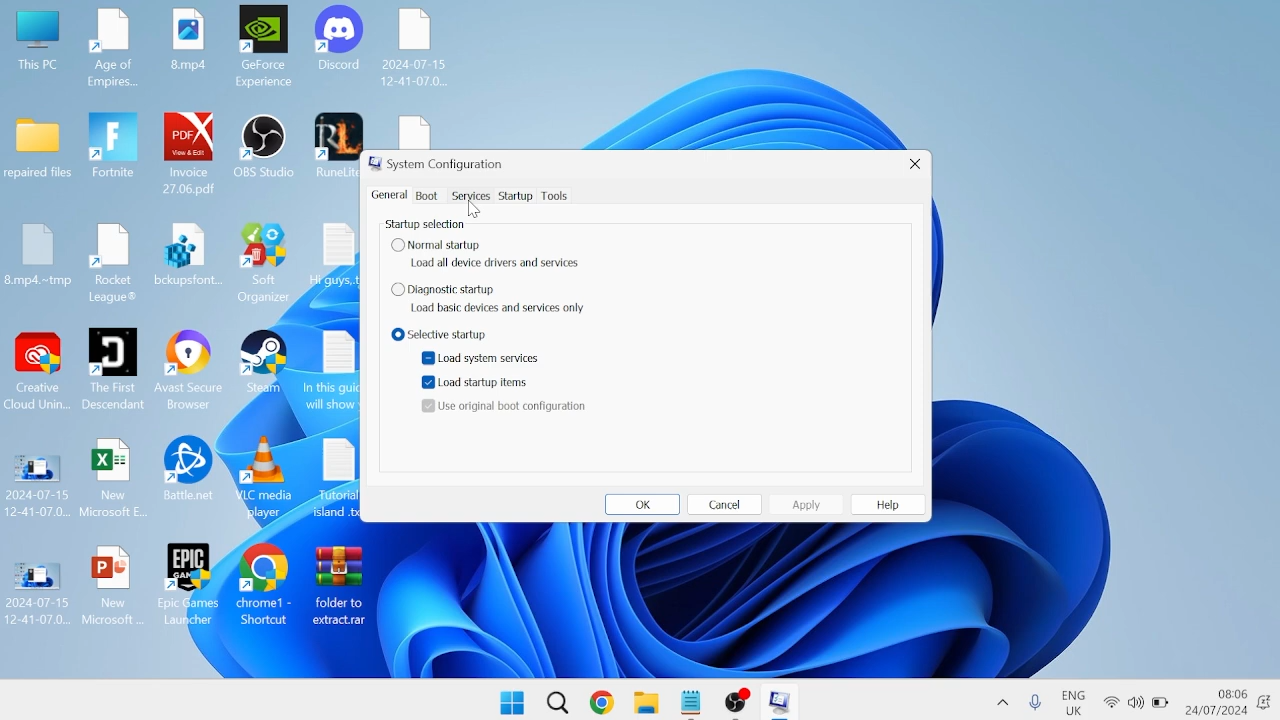 This PC
Age of
Empires...
8.mp4
GeForce
Experience
Discord
2024-07-15
12-41-07.0...
repaired files
Fortnite
PDF
View & Edit
Invoice
27.06.pdf
OBS Studio
RL
RuneLite
8.mp4.~tmp
Rocket
League®
bckupsfont...
Soft
Organizer
Hi guys,.t
Creative
Cloud Unin...
The First
Descendant
Avast Secure
Browser
Steam
In this guid
will show y
2024-07-15
12-41-07.0...
New
Microsoft E...
Battle.net
VLC media
player
Tutorial
island .tx
2024-07-15
12-41-07.0...
New
Microsoft ...
EPIC
Epic Games
Launcher
chrome1 -
Shortcut
folder to
extract.rar
System Configuration
General
Boot
Services
Startup
Tools
Startup selection
Normal startup
Load all device drivers and services
Diagnostic startup
Load basic devices and services only
Selective startup
Load system services
Load startup items
Use original boot configuration
OK
Cancel
Apply
Help
ENG
UK
08:06
24/07/2024